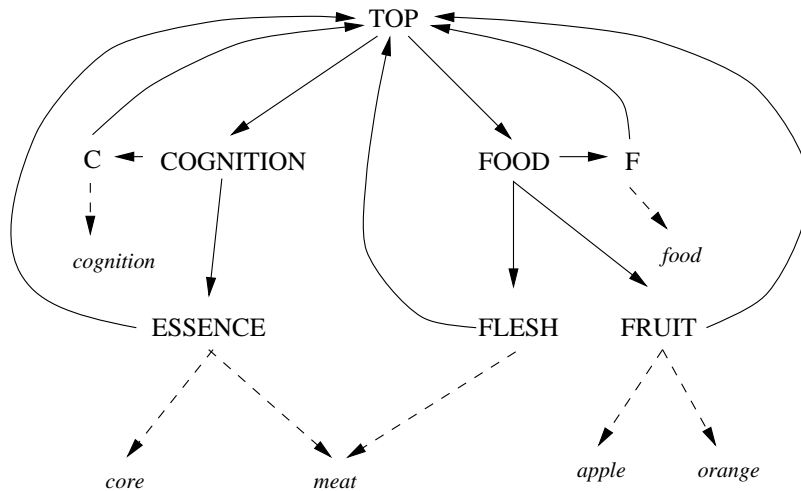 TOP
C COGNITION FOOD F
cognition food
ESSENCE FLESH FRUIT
core meat apple orange